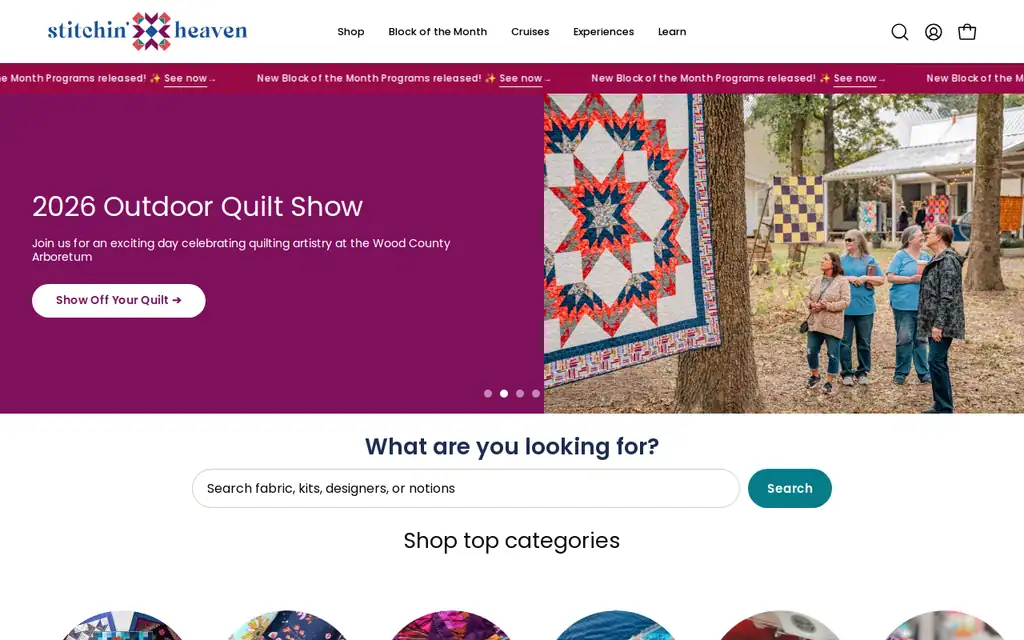 stitchin' heaven
Shop
Block of the Month
Cruises
Experiences
Learn
he Month Programs released! ✨ See now→
New Block of the Month Programs released! ✨ See now→
New Block of the Month Programs released! ✨ See now→
New Block of the M
2026 Outdoor Quilt Show
Join us for an exciting day celebrating quilting artistry at the Wood County
Arboretum
Show Off Your Quilt ➔
What are you looking for?
Search fabric, kits, designers, or notions
Search
Shop top categories